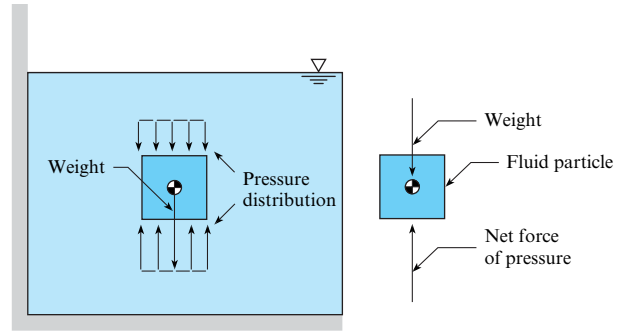 Weight
Pressure
distribution
Weight
Fluid particle
Net force
of pressure